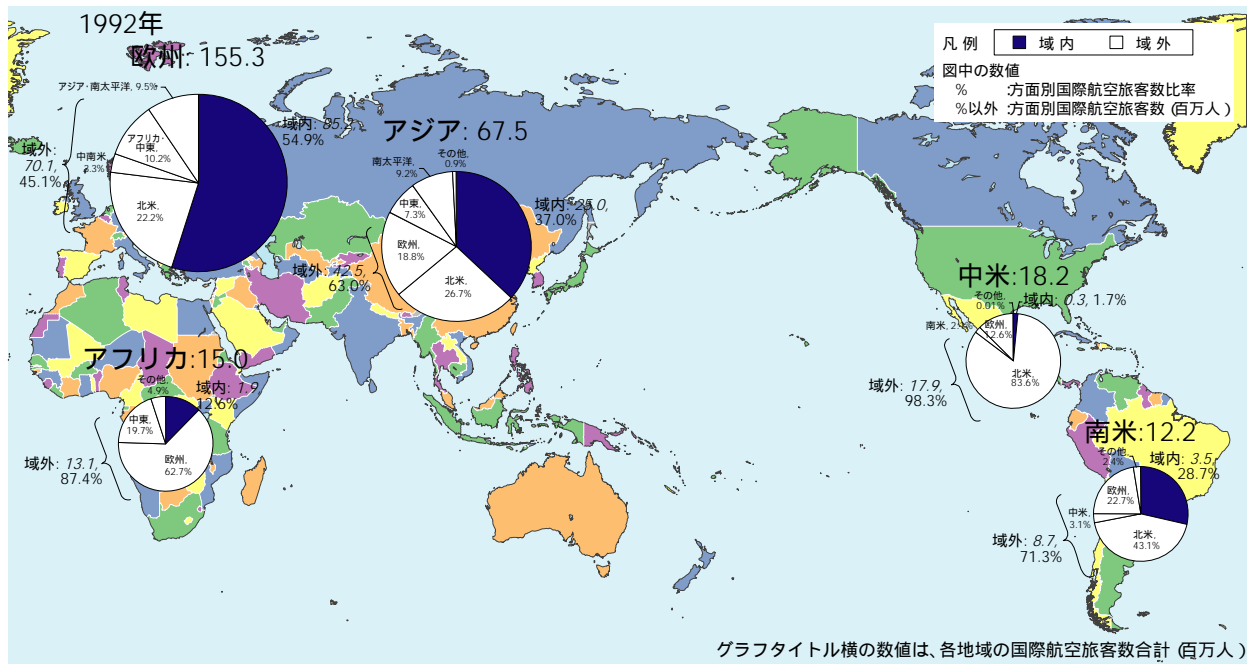 1992年
欧州: 155.3
アジア・南太平洋, 9.5%
アフリカ・
中東,
10.2%
中南米,
3.3%
北米,
22.2%
域内: 85.2
54.9%
域外:
70.1,
45.1%
アジア: 67.5
その他,
0.9%
南太平洋,
9.2%
中東,
7.3%
欧州,
18.8%
北米,
26.7%
域内: 25.0,
37.0%
域外: 42.5,
63.0%
アフリカ:15.0
その他,
4.9%
中東,
19.7%
欧州,
62.7%
域内: 1.9
12.6%
域外: 13.1,
87.4%
凡 例
域 内
域 外
図中の数値
% :方面別国際航空旅客数比率
%以外 :方面別国際航空旅客数 (百万人)
中米:18.2
その他,
0.01%
域内: 0.3, 1.7%
南米,
欧州,
12.6%
北米,
83.6%
域外: 17.9,
98.3%
南米:12.2
その他,
2.4%
域内: 3.5,
28.7%
欧州,
22.7%
中米,
3.1%
北米,
43.1%
域外: 8.7,
71.3%
グラフタイトル横の数値は、各地域の国際航空旅客数合計 (百万人)